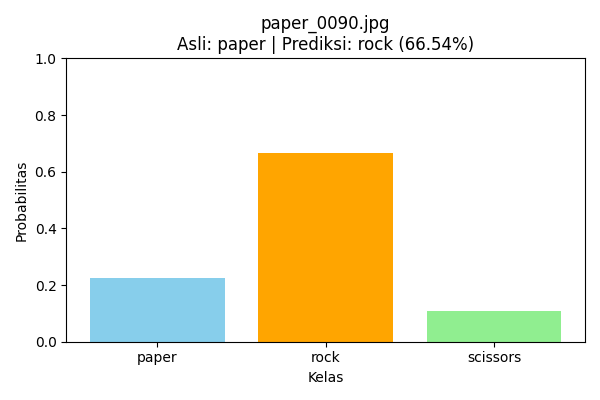 paper_0090.jpg
Asli: paper | Prediksi: rock (66.54%)
1.0
0.8
0.6
0.4
0.2
0.0
Probabilitas
paper
rock
scissors
Kelas